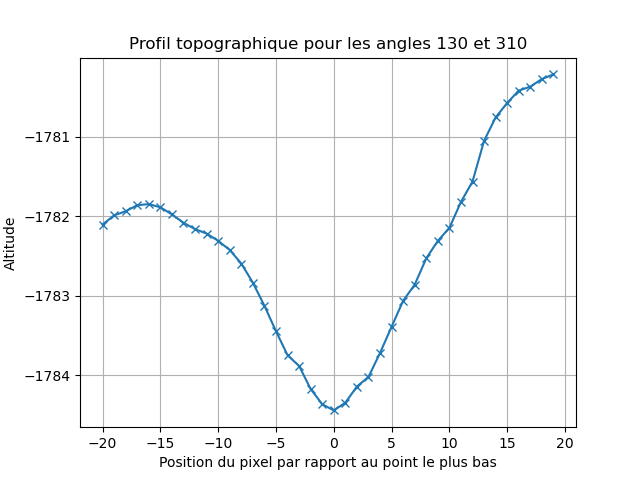 Profil topographique pour les angles 130 et 310
Altitude
−1781
−1782
−1783
−1784
−20 −15 −10 −5 0 5 10 15 20
Position du pixel par rapport au point le plus bas